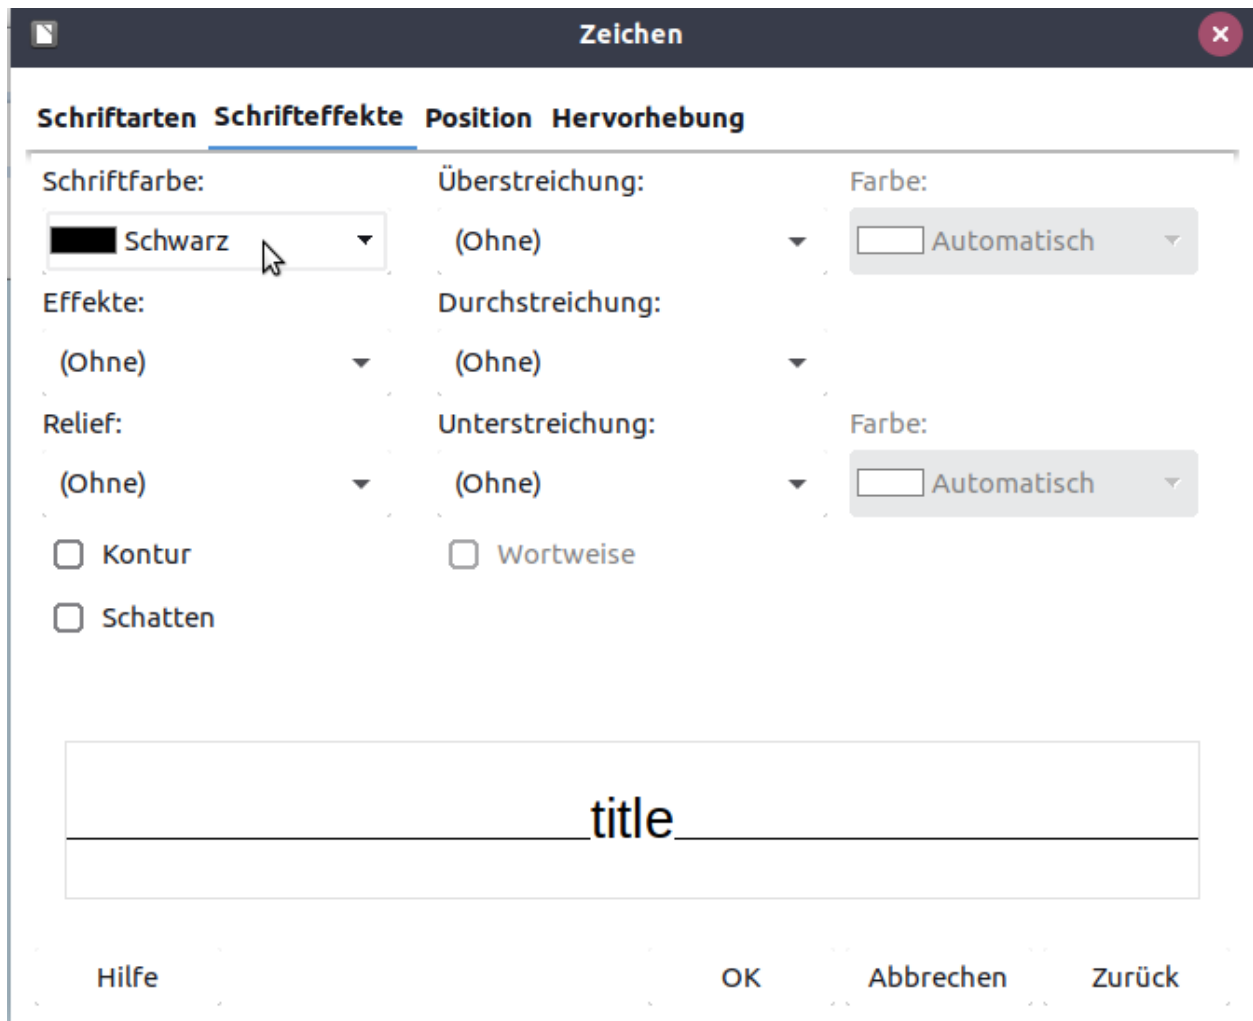 Zeichen
Schriftarten Schrifteffekte Position Hervorhebung
Schriftfarbe: Überstreichung: Farbe:
Schwarz (Ohne) Automatisch
Effekte: Durchstreichung:
(Ohne) (Ohne)
Relief: Unterstreichung: Farbe:
(Ohne) (Ohne) Automatisch
Kontur Wortweise
Schatten
title
Hilfe OK Abbrechen Zurück